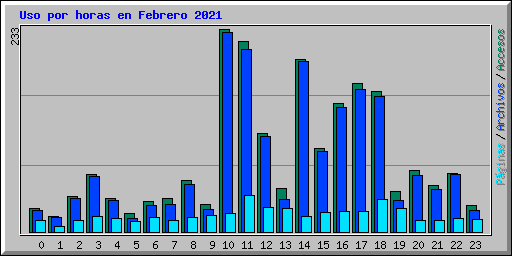 Uso por horas en Febrero 2021
233
Páginas / Archivos / Accesos
0 1 2 3 4 5 6 7 8 9 10 11 12 13 14 15 16 17 18 19 20 21 22 23